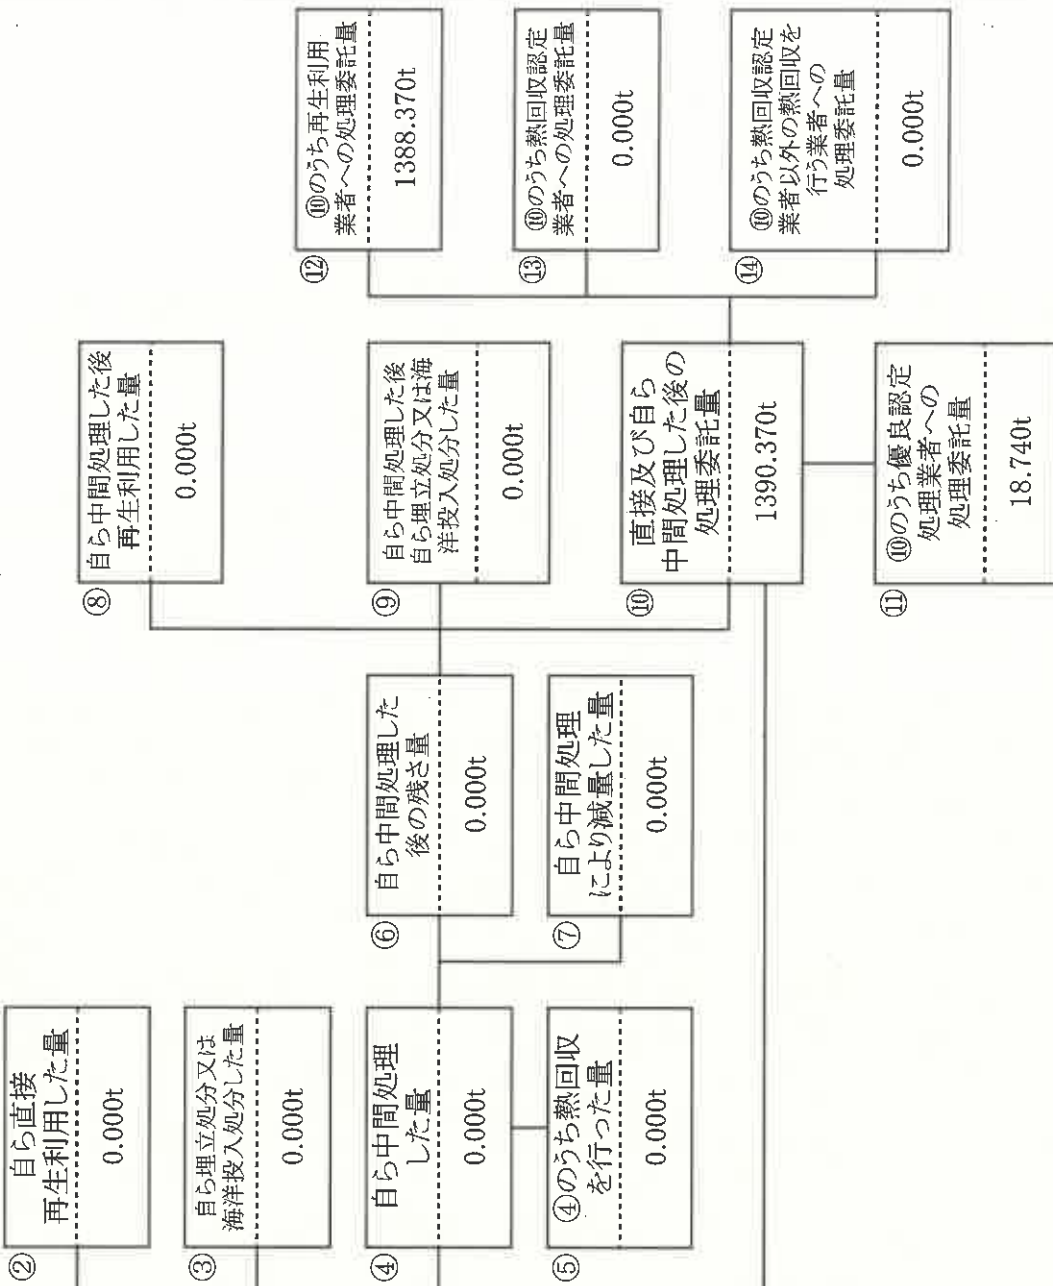 ②
自ら直接
再生利用した量
0.000t
③
自ら埋立処分又は
海洋投入処分した量
0.000t
④
自ら中間処理
した量
0.000t
⑤
④のうち熱回収
を行った量
0.000t
⑥
自ら中間処理した
後の残さ量
0.000t
⑦
自ら中間処理
により減量した量
0.000t
⑧
自ら中間処理した後
再生利用した量
0.000t
⑨
自ら中間処理した後
自ら埋立処分又は海
洋投入処分した量
0.000t
⑩
直接及び自ら
中間処理した後の
処理委託量
1390.370t
⑪
⑩のうち優良認定
処理業者への
処理委託量
18.740t
⑫
⑩のうち再生利用
業者への処理委託量
1388.370t
⑬
⑩のうち熱回収認定
業者への処理委託量
0.000t
⑭
⑩のうち熱回収認定
業者以外の熱回収を
行う業者への
処理委託量
0.000t